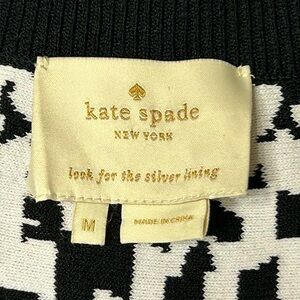 kate spade
NEW YORK
look for the silver lining
M
MADE IN CHINA